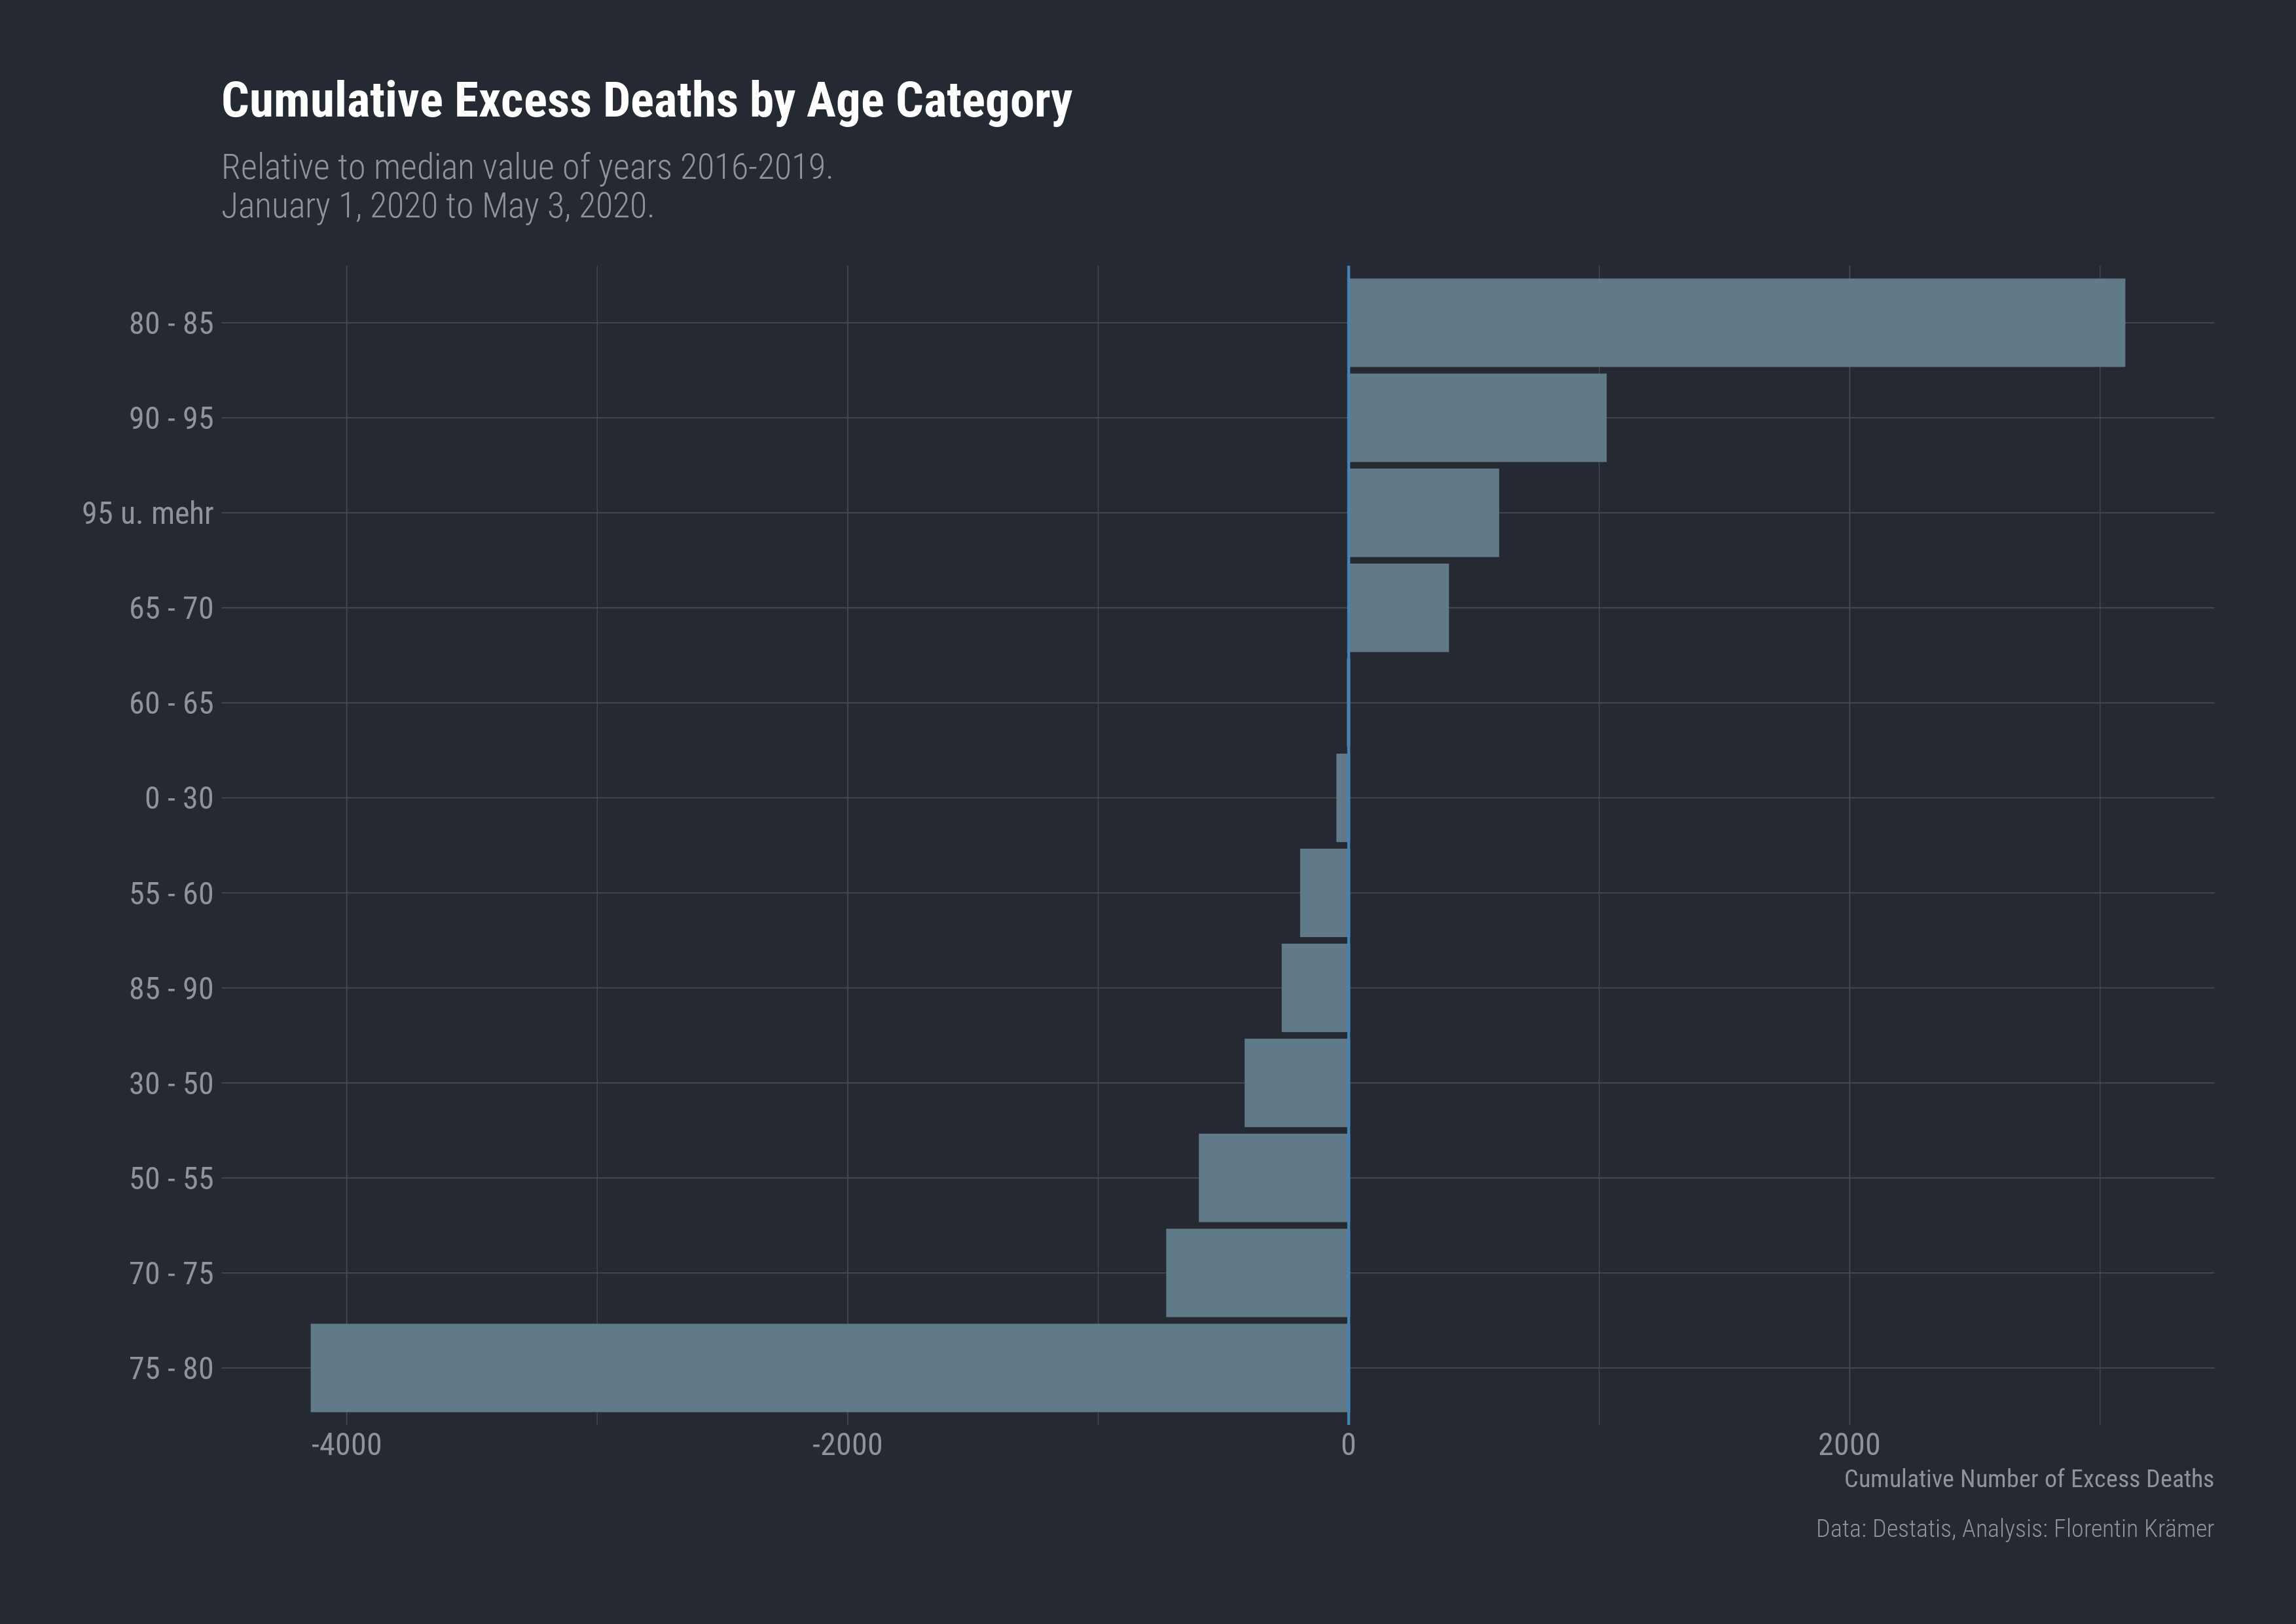 Cumulative Excess Deaths by Age Category
Relative to median value of years 2016-2019.
January 1, 2020 to May 3, 2020.
80 - 85
90 - 95
95 u. mehr
65 - 70
60 - 65
0 - 30
55 - 60
85 - 90
30 - 50
50 - 55
70 - 75
75 - 80
-4000
-2000
0
2000
Cumulative Number of Excess Deaths
Data: Destatis, Analysis: Florentin Krämer